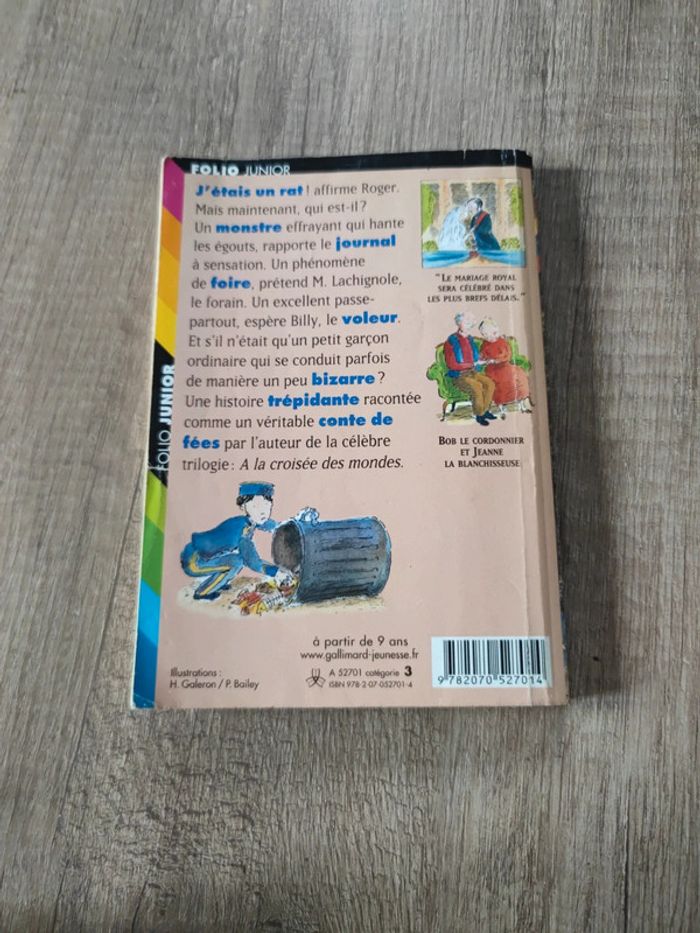 FOLIO JUNIOR
J'étais un rat ! affirme Roger.
Mais maintenant, qui est-il ?
Un monstre effrayant qui hante
les égouts, rapporte le journal
à sensation. Un phénomène
de foire, prétend M. Lachignole,
le forain. Un excellent passe-
partout, espère Billy, le voleur.
Et s'il n'était qu'un petit garçon
ordinaire qui se conduit parfois
de manière un peu bizarre ?
Une histoire trépidante racontée
comme un véritable conte de
fées par l'auteur de la célèbre
trilogie : A la croisée des mondes.
"LE MARIAGE ROYAL
SERA CÉLÉBRÉ DANS
LES PLUS BREFS DÉLAIS."
BOB LE CORDONNIER
ET JEANNE
LA BLANCHISSEUSE
FOLIO JUNIOR
à partir de 9 ans
www.gallimard-jeunesse.fr
Illustrations :
H. Galeron / P. Bailey
A 52701 catégorie 3
ISBN 978-2-07-052701-4
9 782070 527014